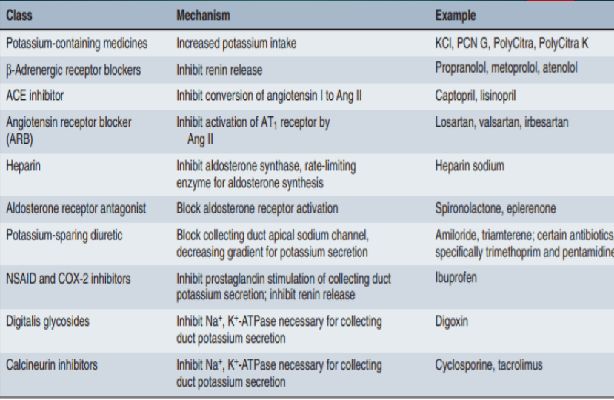 Class Mechanism Example
Potassium-containing medicines Increased potassium intake KCl, PCN G, PolyCitra, PolyCitra K
β-Adrenergic receptor blockers Inhibit renin release Propranolol, metoprolol, atenolol
ACE inhibitor Inhibit conversion of angiotensin I to Ang II Captopril, lisinopril
Angiotensin receptor blocker Inhibit activation of AT₁ receptor by Losartan, valsartan, irbesartan
(ARB) Ang II
Heparin Inhibit aldosterone synthase, rate-limiting Heparin sodium
enzyme for aldosterone synthesis
Aldosterone receptor antagonist Block aldosterone receptor activation Spironolactone, eplerenone
Potassium-sparing diuretic Block collecting duct apical sodium channel, Amiloride, triamterene; certain antibiotics,
decreasing gradient for potassium secretion specifically trimethoprim and pentamidine
NSAID and COX-2 inhibitors Inhibit prostaglandin stimulation of collecting duct Ibuprofen
potassium secretion; inhibit renin release
Digitalis glycosides Inhibit Na⁺, K⁺-ATPase necessary for collecting Digoxin
duct potassium secretion
Calcineurin inhibitors Inhibit Na⁺, K⁺-ATPase necessary for collecting Cyclosporine, tacrolimus
duct potassium secretion